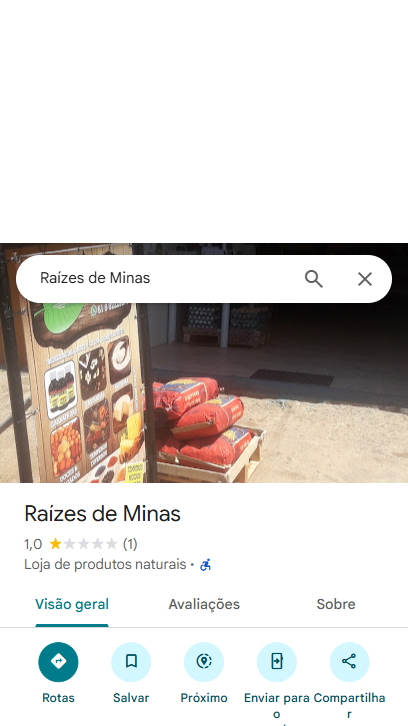 Raízes de Minas
Raízes de Minas
1,0 (1)
Loja de produtos naturais ·
Visão geral
Avaliações
Sobre
Rotas
Salvar
Próximo
Enviar para
o
Compartilha
r